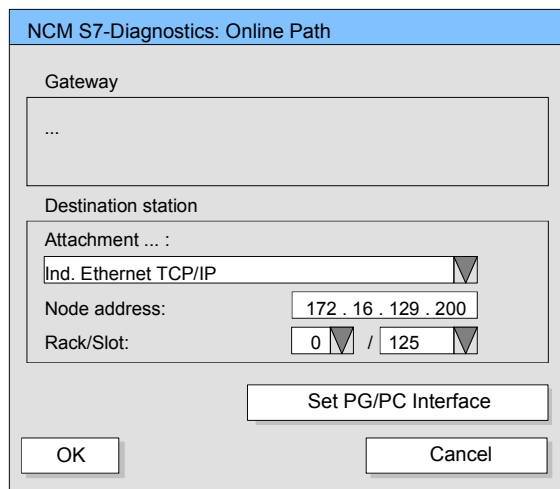 NCM S7-Diagnostics: Online Path
Gateway
...
Destination station
Attachment ... :
Ind. Ethernet TCP/IP
Node address: 172 . 16 . 129 . 200
Rack/Slot: 0 / 125
Set PG/PC Interface
OK Cancel